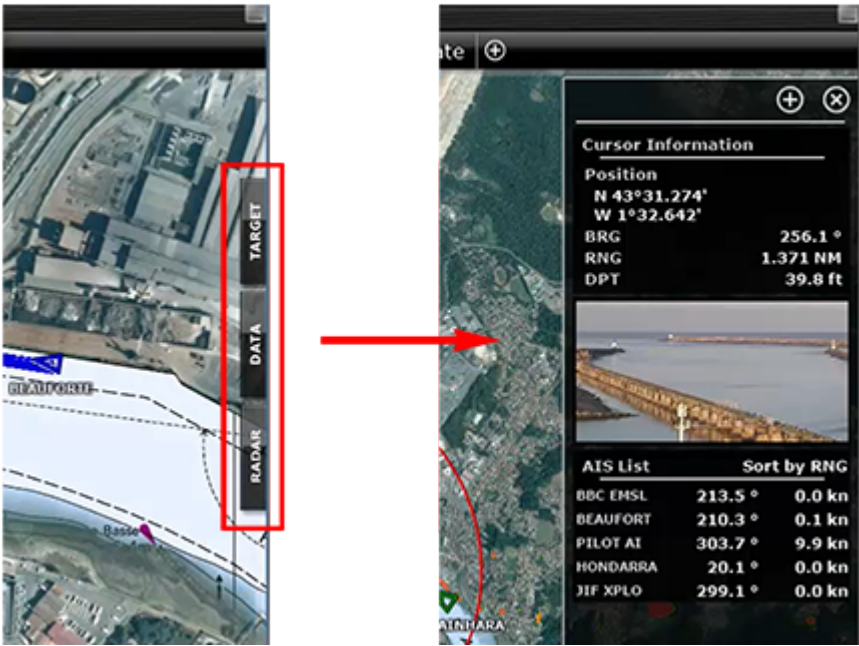 TARGET
DATA
RADAR
BEAUFORTE
Basse
ate
Cursor Information
Position
N 43°31.274'
W 1°32.642'
BRG 256.1 °
RNG 1.371 NM
DPT 39.8 ft
AIS List Sort by RNG
BBC EMSL 213.5 ° 0.0 kn
BEAUFORT 210.3 ° 0.1 kn
PILOT AI 303.7 ° 9.9 kn
HONDARRA 20.1 ° 0.0 kn
JIF XPLO 299.1 ° 0.0 kn
AINHARA